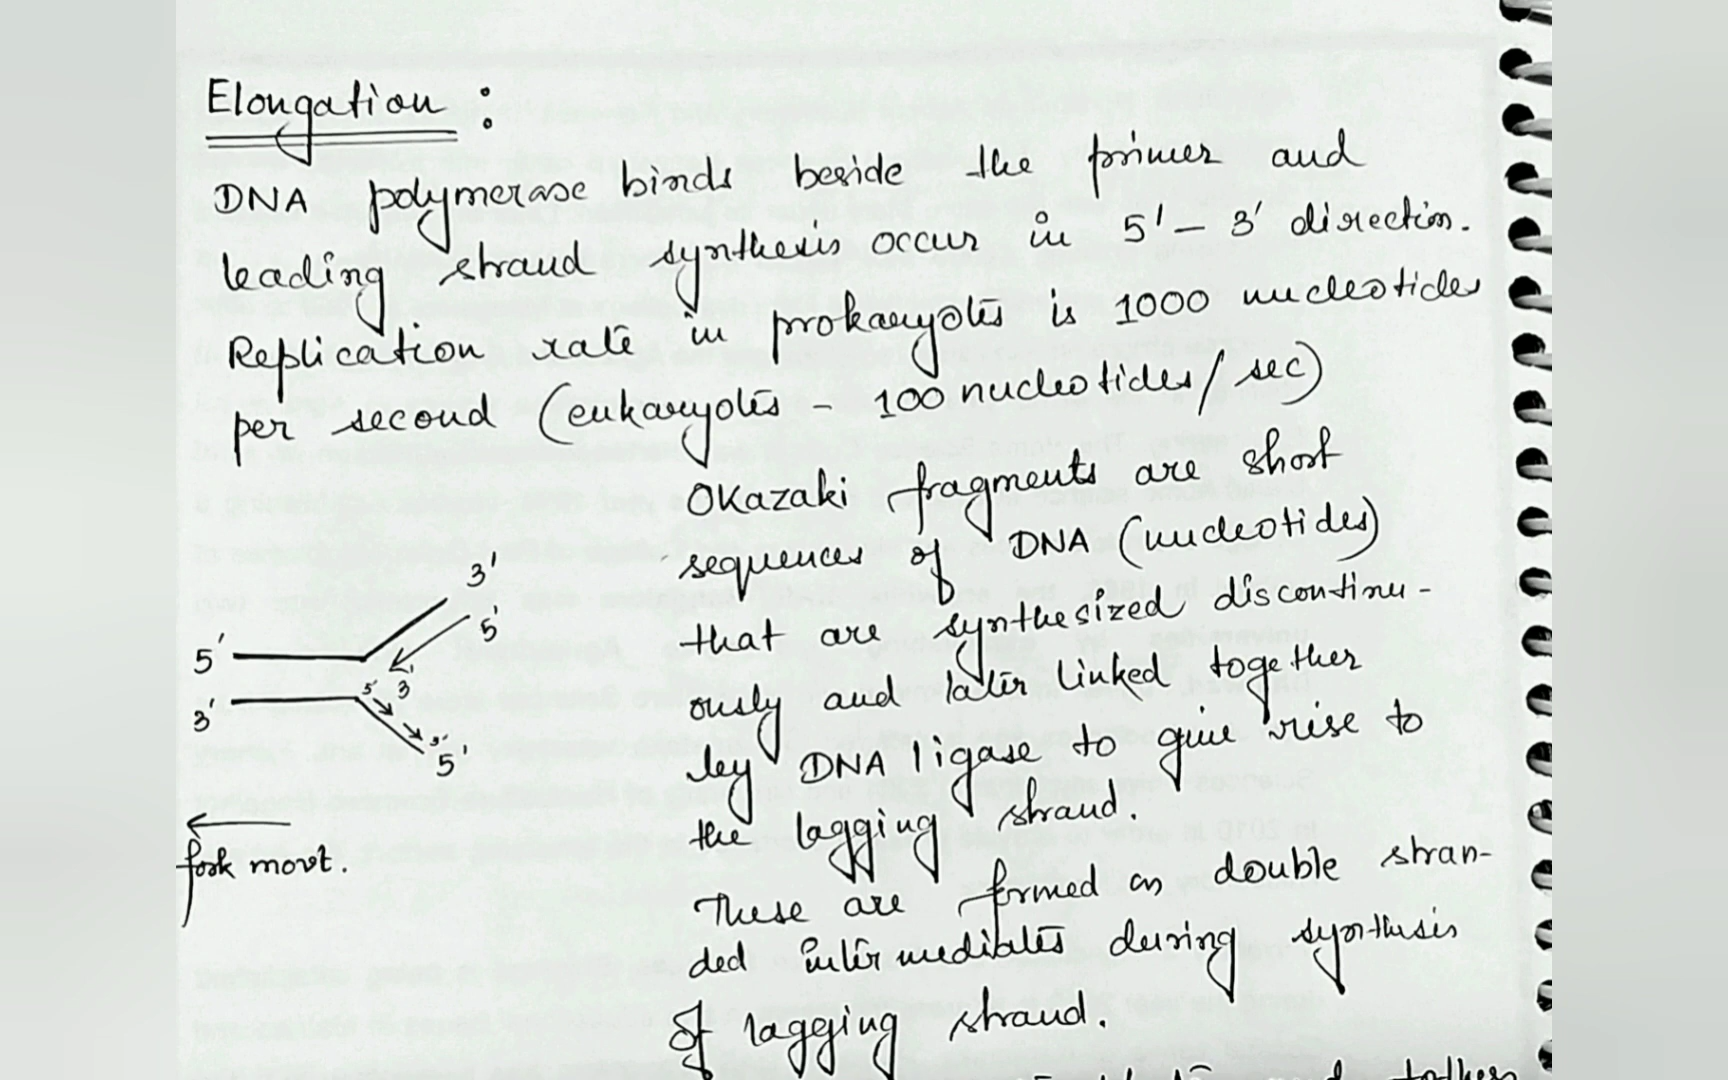 Elongation :
DNA polymerase binds beside the primer and
leading strand synthesis occur in 5' - 3' direction.
Replication rate in prokaryotes is 1000 nucleotides
per second (eukaryotes - 100 nucleotides/sec)
Okazaki fragments are short
sequences of DNA (nucleotides)
that are synthesized discontinu-
ously and later linked together
by DNA ligase to give rise to
the lagging strand.
These are formed as double stran-
ded intermediates during synthesis
of lagging strand.
3'
5'
5'
5' 3'
3'
3'
5'
fork movt.